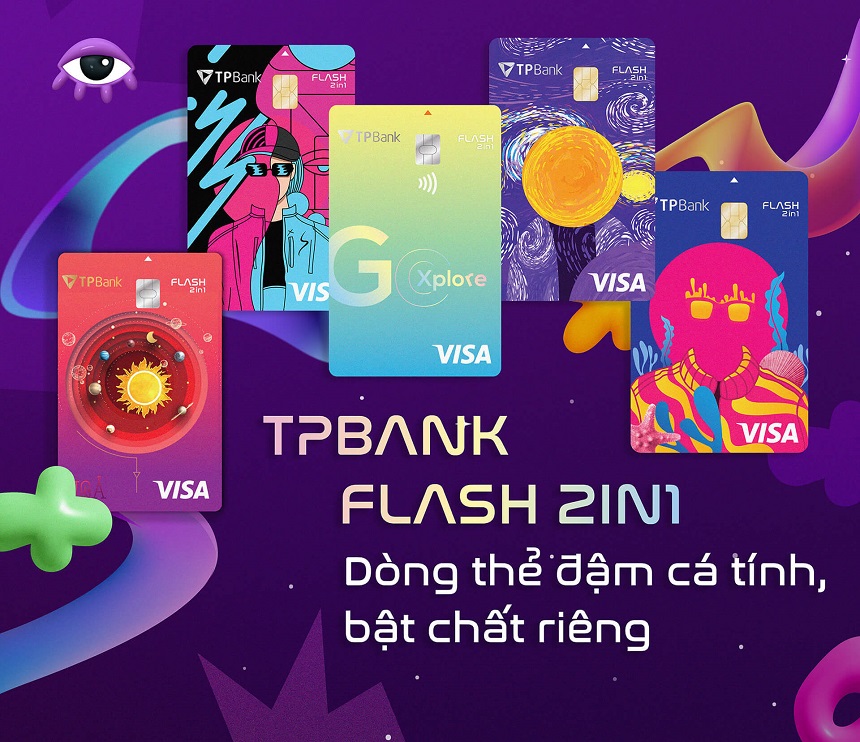 TPBank
FLASH
2in1
VIS
TPBank
FLASH
2in1
GO Xplore
VISA
TPBank
FLASH
2in1
VISA
TPBank
FLASH
2in1
VISA
TPBank
FLASH
2in1
VISA
TPBANK
FLASH 2IN1
Dòng thẻ đậm cá tính,
bật chất riêng